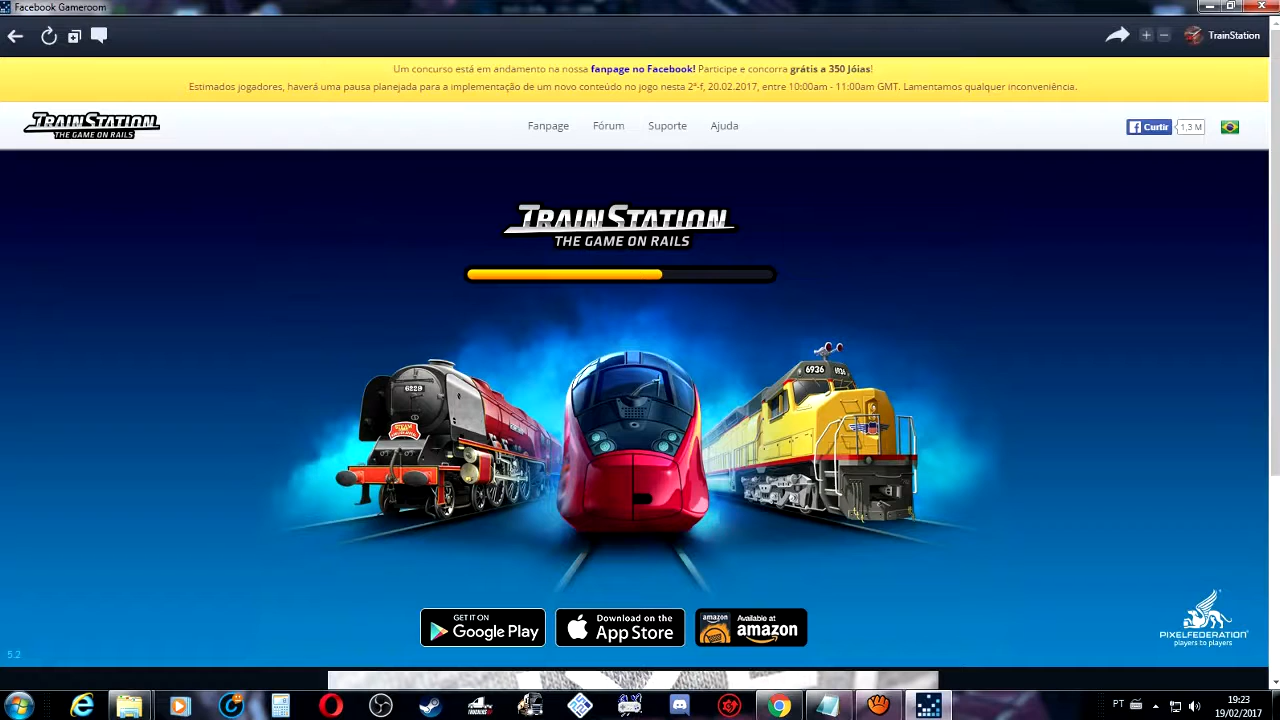 Facebook Gameroom
TrainStation
Um concurso está em andamento na nossa fanpage no Facebook! Participe e concorra grátis a 350 Jóias!
Estimados jogadores, haverá uma pausa planejada para a implementação de um novo conteúdo no jogo nesta 2ª-f, 20.02.2017, entre 10:00am - 11:00am GMT. Lamentamos qualquer inconveniência.
TRAINSTATION
THE GAME ON RAILS
Fanpage Fórum Suporte Ajuda
Curtir 1,3 M
TRAINSTATION
THE GAME ON RAILS
6229
6936
GET IT ON
Google Play
Download on the
App Store
amazon
Available at
amazon
PIXELFEDERATION
players to players
5.2
PT
19:23
19/02/2017